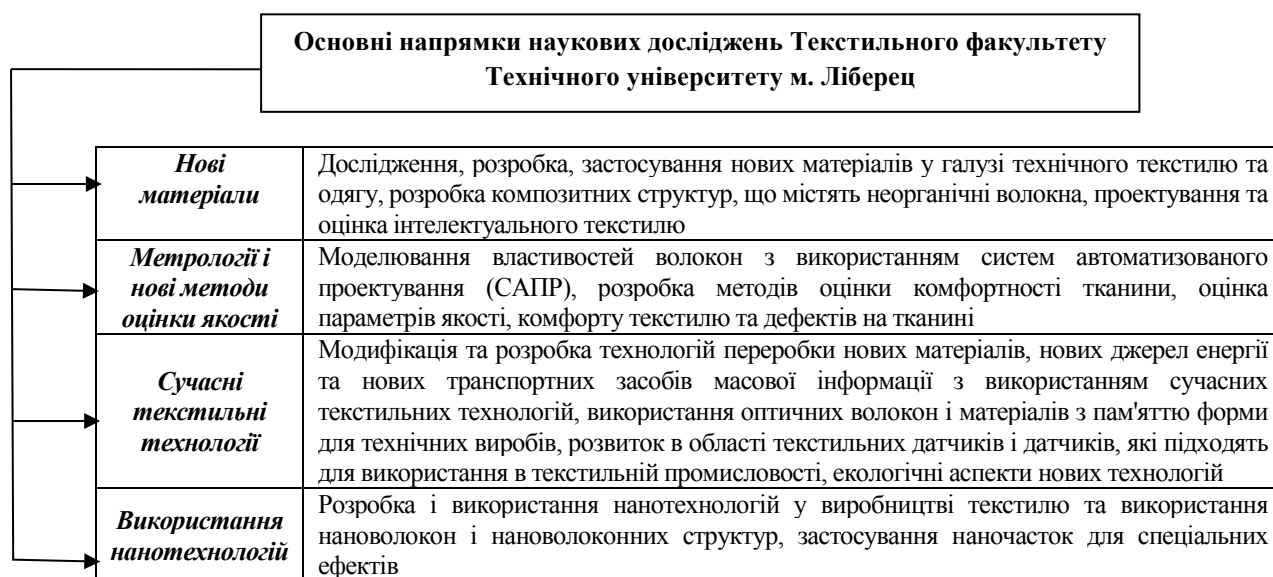 Основні напрямки наукових досліджень Текстильного факультету
Технічного університету м. Ліберец
Нові
матеріали
Дослідження, розробка, застосування нових матеріалів у галузі технічного текстилю та
одягу, розробка композитних структур, що містять неорганічні волокна, проектування та
оцінка інтелектуального текстилю
Метрології і
нові методи
оцінки якості
Моделювання властивостей волокон з використанням систем автоматизованого
проектування (САПР), розробка методів оцінки комфортності тканини, оцінка
параметрів якості, комфорту текстилю та дефектів на тканині
Сучасні
текстильні
технології
Модифікація та розробка технологій переробки нових матеріалів, нових джерел енергії
та нових транспортних засобів масової інформації з використанням сучасних
текстильних технологій, використання оптичних волокон і матеріалів з пам'яттю форми
для технічних виробів, розвиток в області текстильних датчиків і датчиків, які підходять
для використання в текстильній промисловості, екологічні аспекти нових технологій
Використання
нанотехнологій
Розробка і використання нанотехнологій у виробництві текстилю та використання
нановолокон і нановолоконних структур, застосування наночасток для спеціальних
ефектів